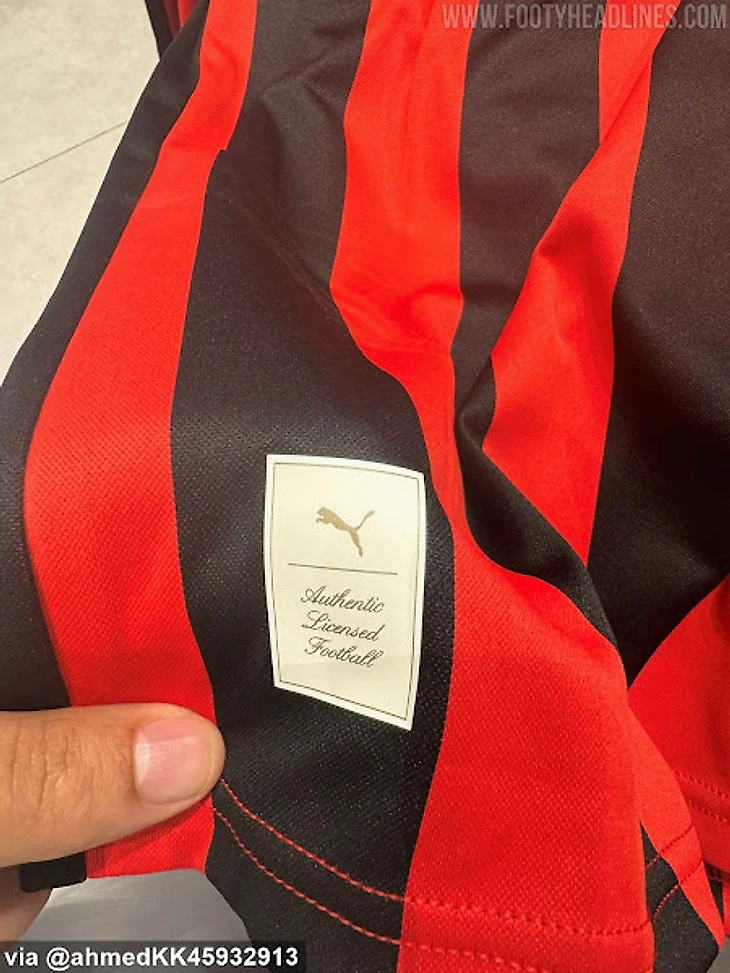 WWW.FOOTYHEADLINES.COM
Authentic
Licensed
Football
via @ahmedKK45932913